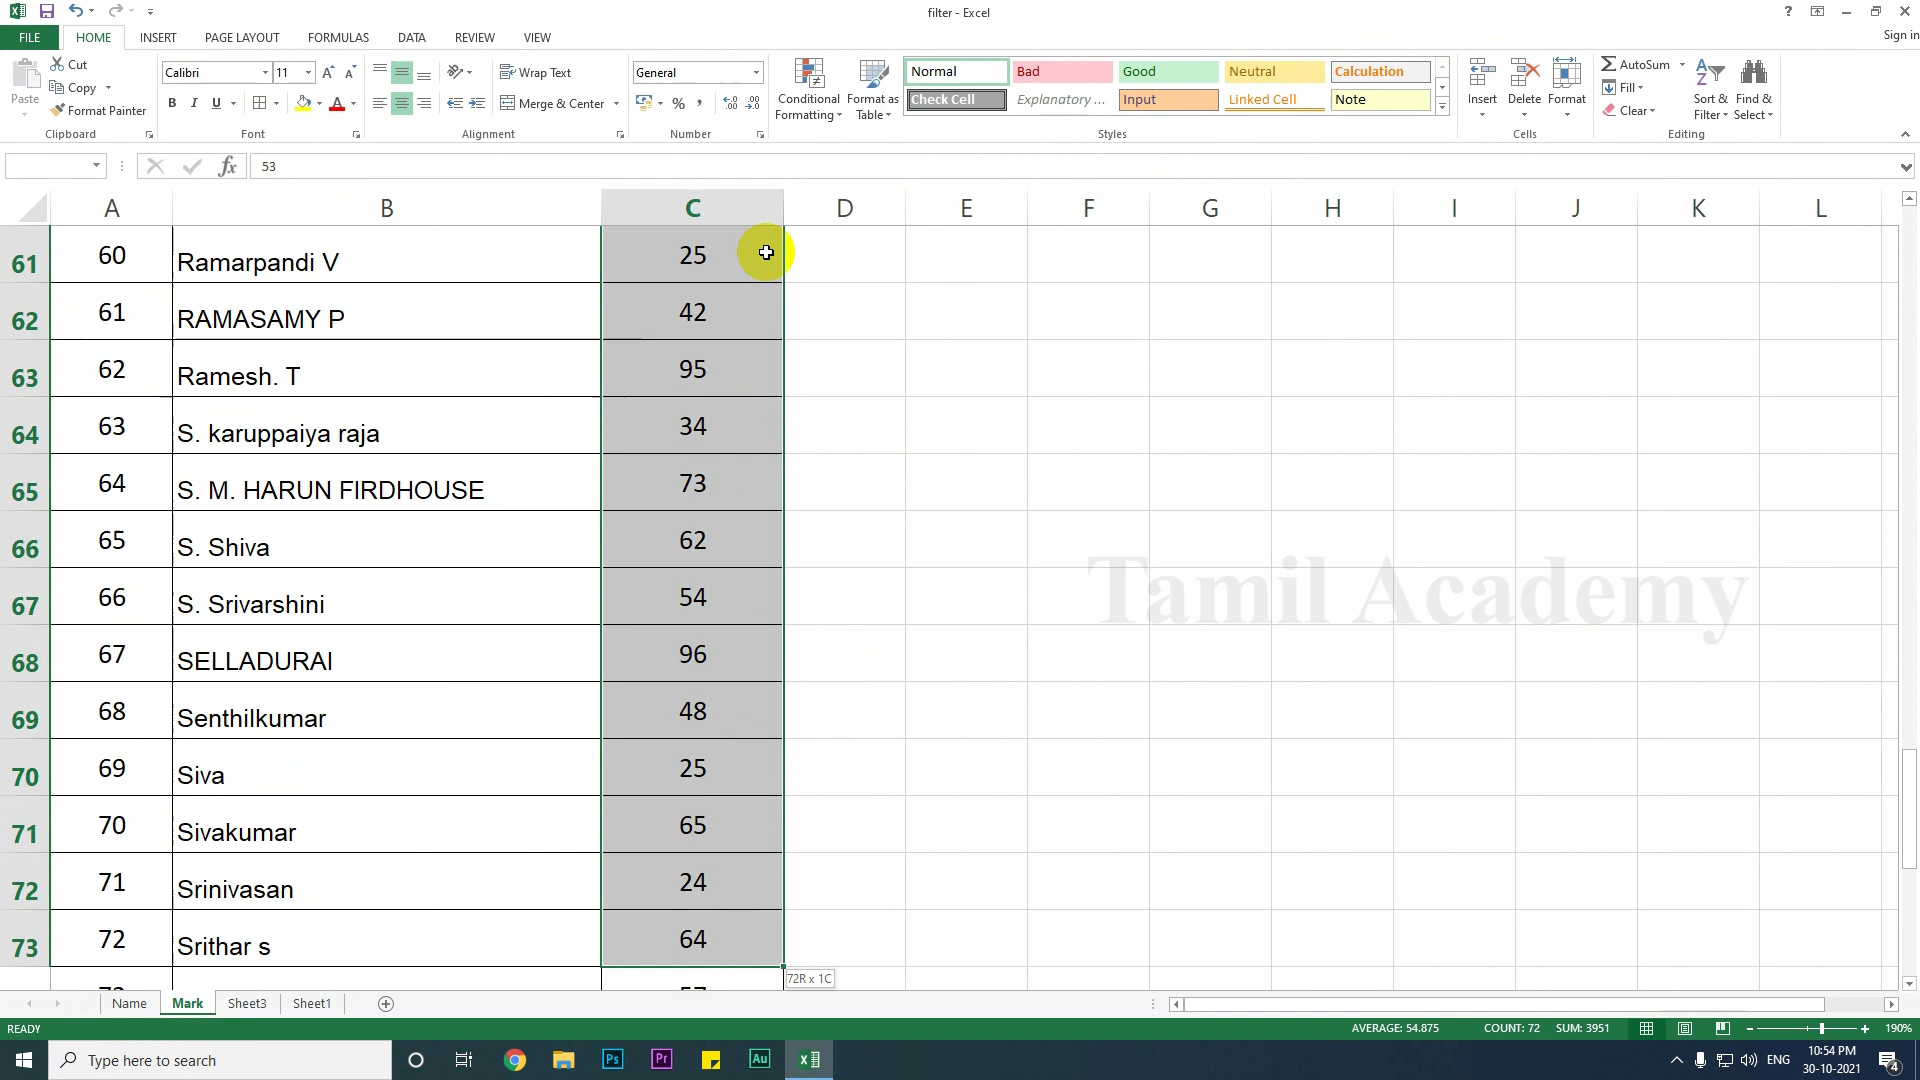 filter - Excel
?
Sign in
FILE HOME INSERT PAGE LAYOUT FORMULAS DATA REVIEW VIEW
Cut
Copy
Format Painter
Paste
Clipboard
Calibri 11
B I U
Font
Wrap Text
Merge & Center
Alignment
General
%
Number
Conditional Formatting
Format as Table
Normal Bad Good Neutral Calculation
Check Cell Explanatory ... Input Linked Cell Note
Styles
Insert Delete Format
Cells
AutoSum
Fill
Clear
Sort & Filter
Find & Select
Editing
fx 53
A B C D E F G H I J K L
61 60 Ramarpandi V 25
62 61 RAMASAMY P 42
63 62 Ramesh. T 95
64 63 S. karuppaiya raja 34
65 64 S. M. HARUN FIRDHOUSE 73
66 65 S. Shiva 62
67 66 S. Srivarshini 54
68 67 SELLADURAI 96
69 68 Senthilkumar 48
70 69 Siva 25
71 70 Sivakumar 65
72 71 Srinivasan 24
73 72 Srithar s 64
Tamil Academy
72R x 1C
Name Mark Sheet3 Sheet1
READY AVERAGE: 54.875 COUNT: 72 SUM: 3951 190%
Type here to search
Ps Pr Au
ENG
10:54 PM
30-10-2021
4